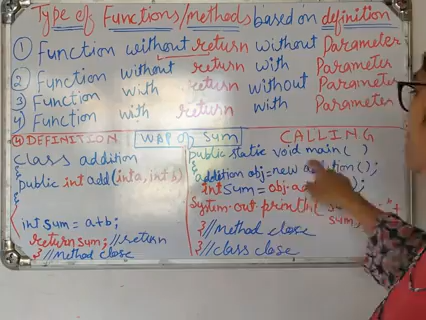 Type of Functions/methods based on definition
① Function without return without Parameter
② Function without return with Parameter
3 Function with return without Parameter
④ Function with return with Parameter
④ DEFINITION
class addition
{
public int add(int a, int b)
{
int sum = a+b;
return sum; //return
} //Method close
WAP of Sum
CALLING
public static void main( )
{
addition obj=new addition();
int sum = obj.ad );
System.out.println(
sum
} //Method close
} //class close